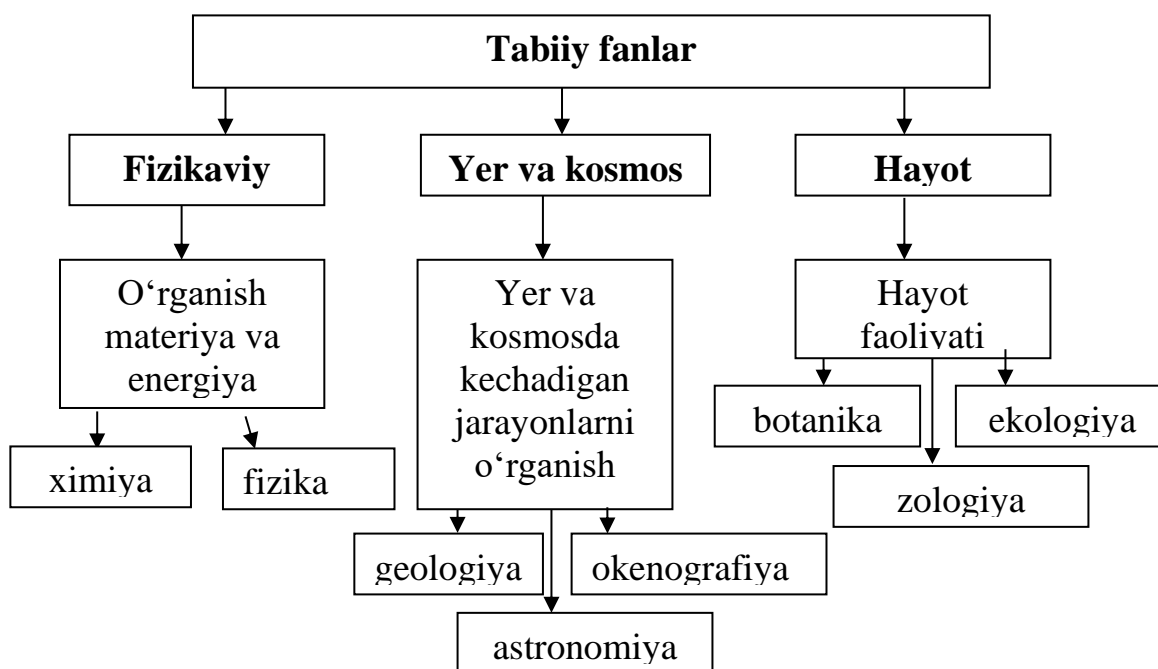 Tabiiy fanlar
Fizikaviy
Yer va kosmos
Hayot
O‘rganish
materiya va
energiya
Yer va
kosmosda
kechadigan
jarayonlarni
o‘rganish
Hayot
faolivati
ximiya
fizika
botanika
ekologiya
zologiya
geologiya
okenografiya
astronomiya